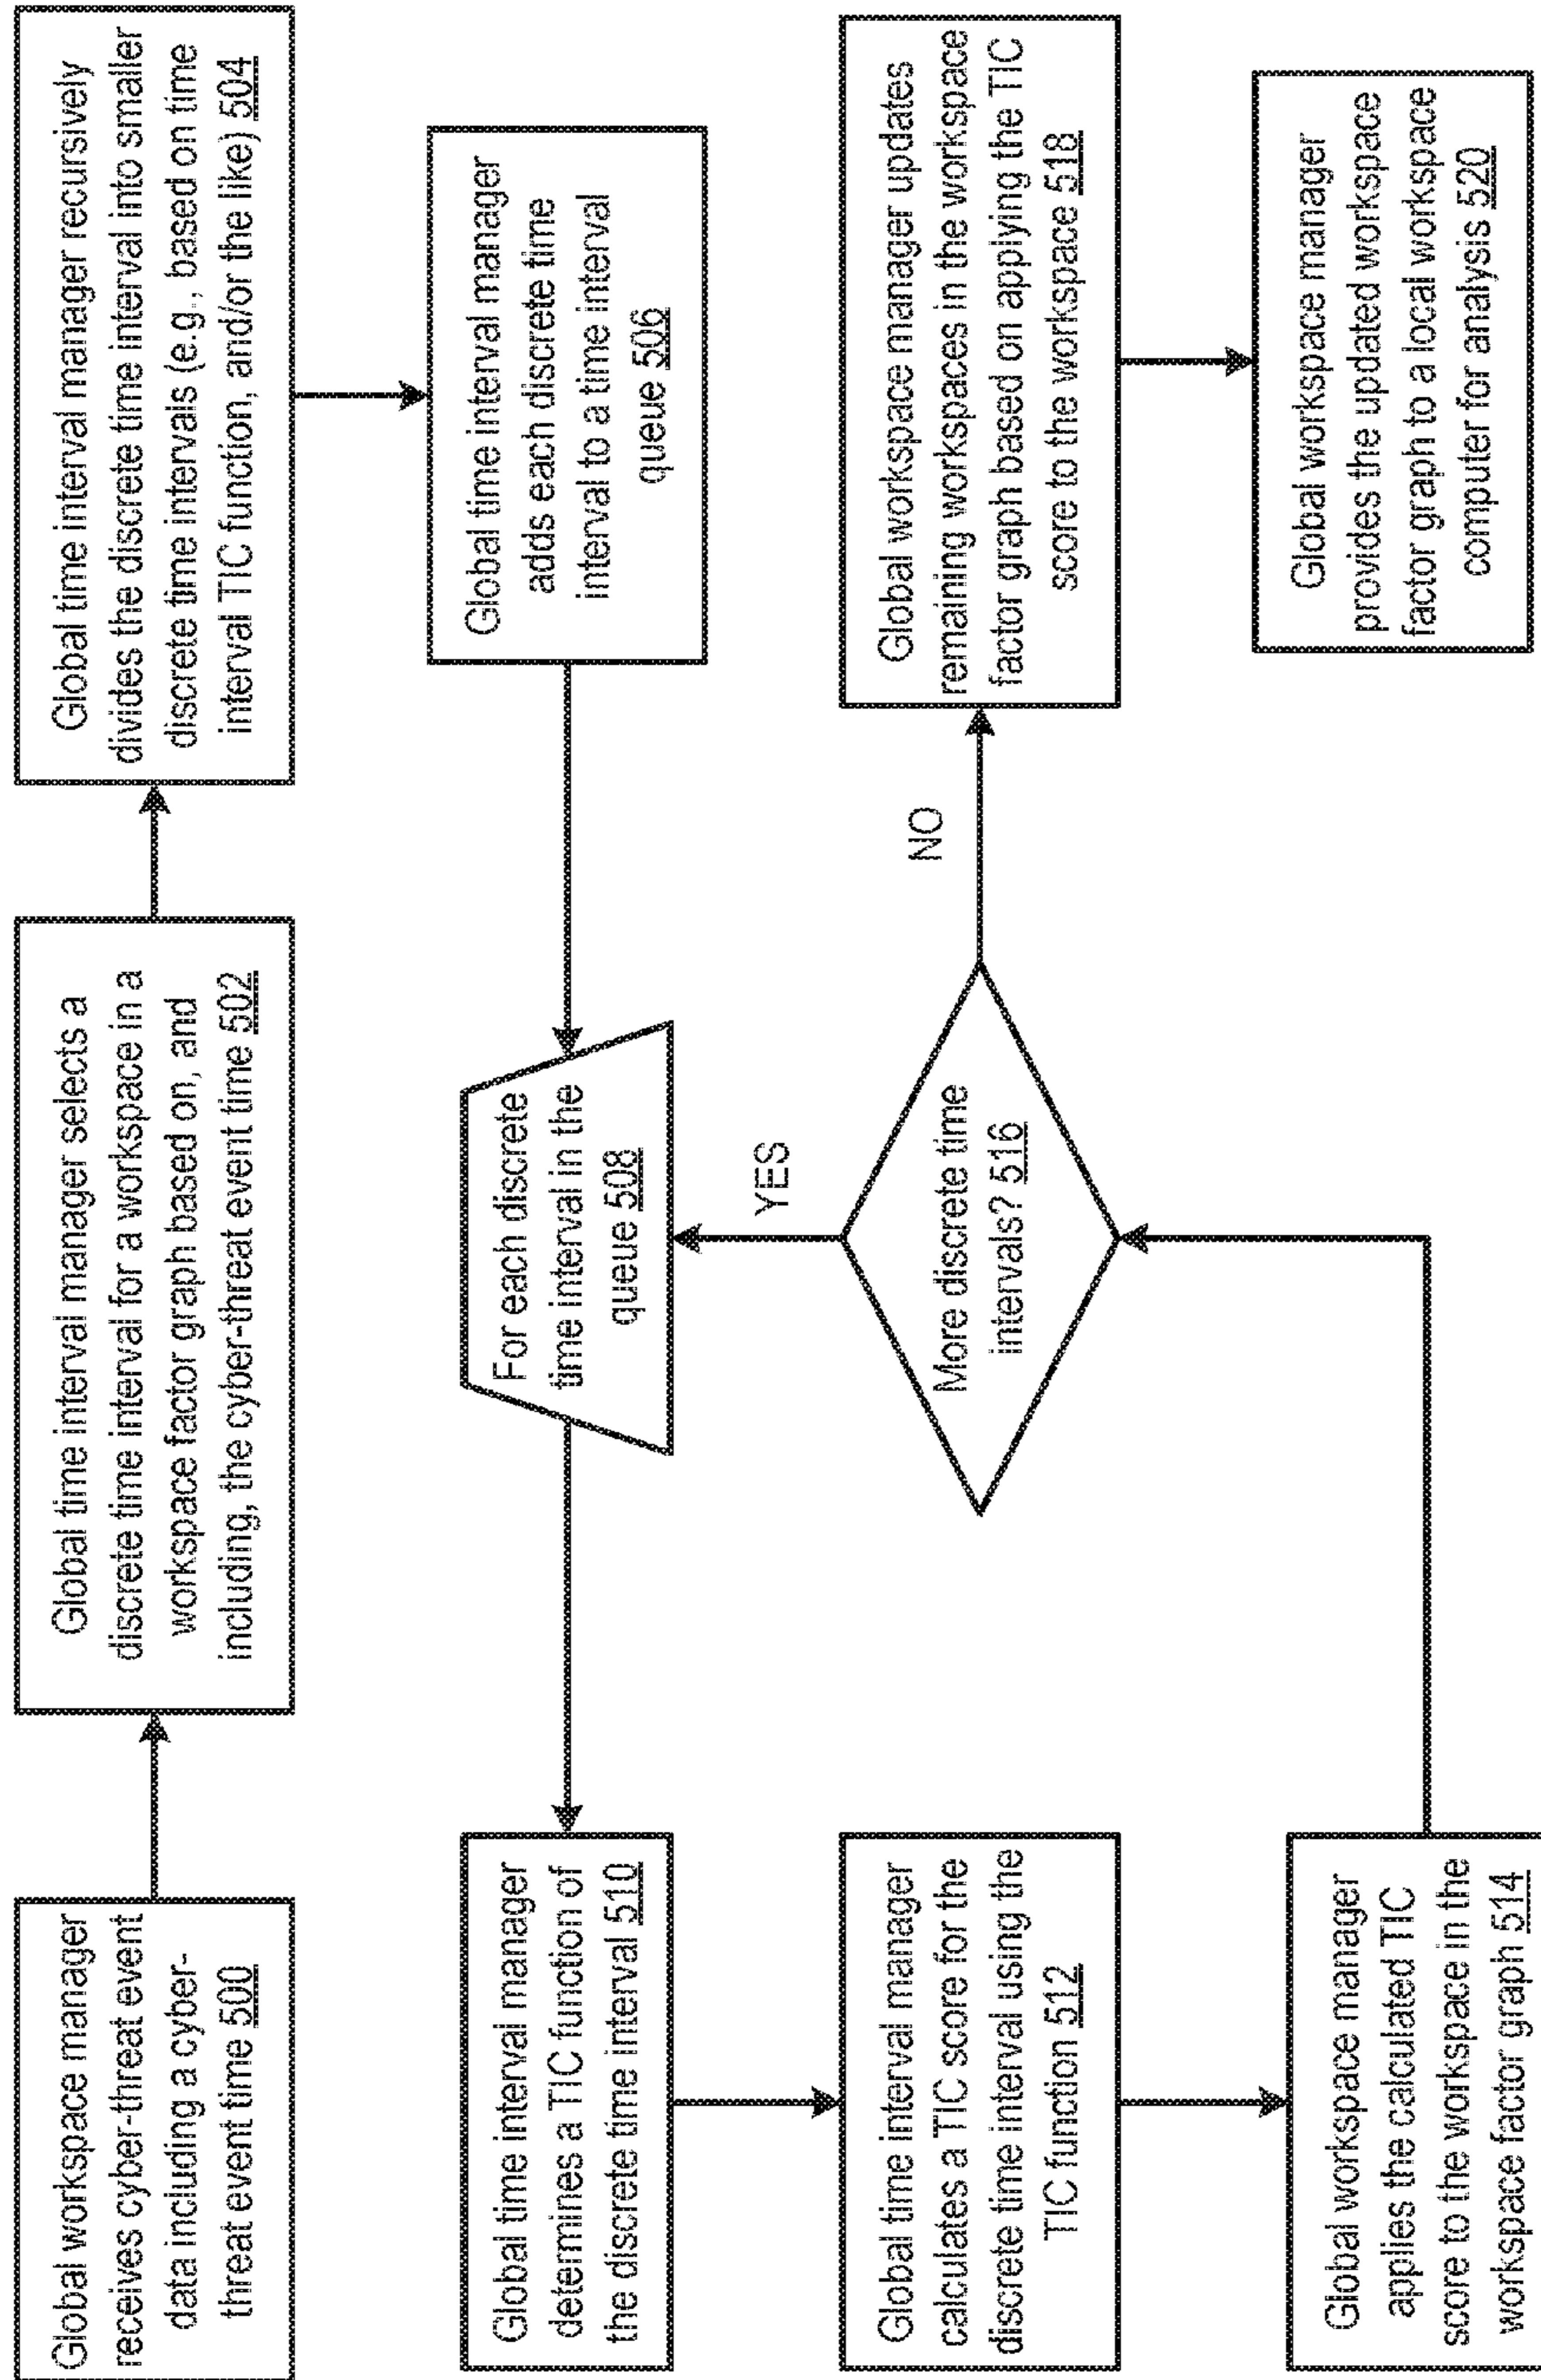 Global workspace manager
receives cyber-threat event
data including a cyber-
threat event time 500
Global time interval manager selects a
discrete time interval for a workspace in a
workspace factor graph based on, and
including, the cyber-threat event time 502
Global time interval manager recursively
divides the discrete time interval into smaller
discrete time intervals (e.g., based on time
interval TIC function, and/or the like) 504
Global time interval manager
adds each discrete time
interval to a time interval
queue 506
For each discrete
time interval in the
queue 508
Global time interval manager
determines a TIC function of
the discrete time interval 510
Global time interval manager
calculates a TIC score for the
discrete time interval using the
TIC function 512
Global workspace manager
applies the calculated TIC
score to the workspace in the
workspace factor graph 514
More discrete time
intervals? 516
YES
NO
Global workspace manager updates
remaining workspaces in the workspace
factor graph based on applying the TIC
score to the workspace 518
Global workspace manager
provides the updated workspace
factor graph to a local workspace
computer for analysis 520